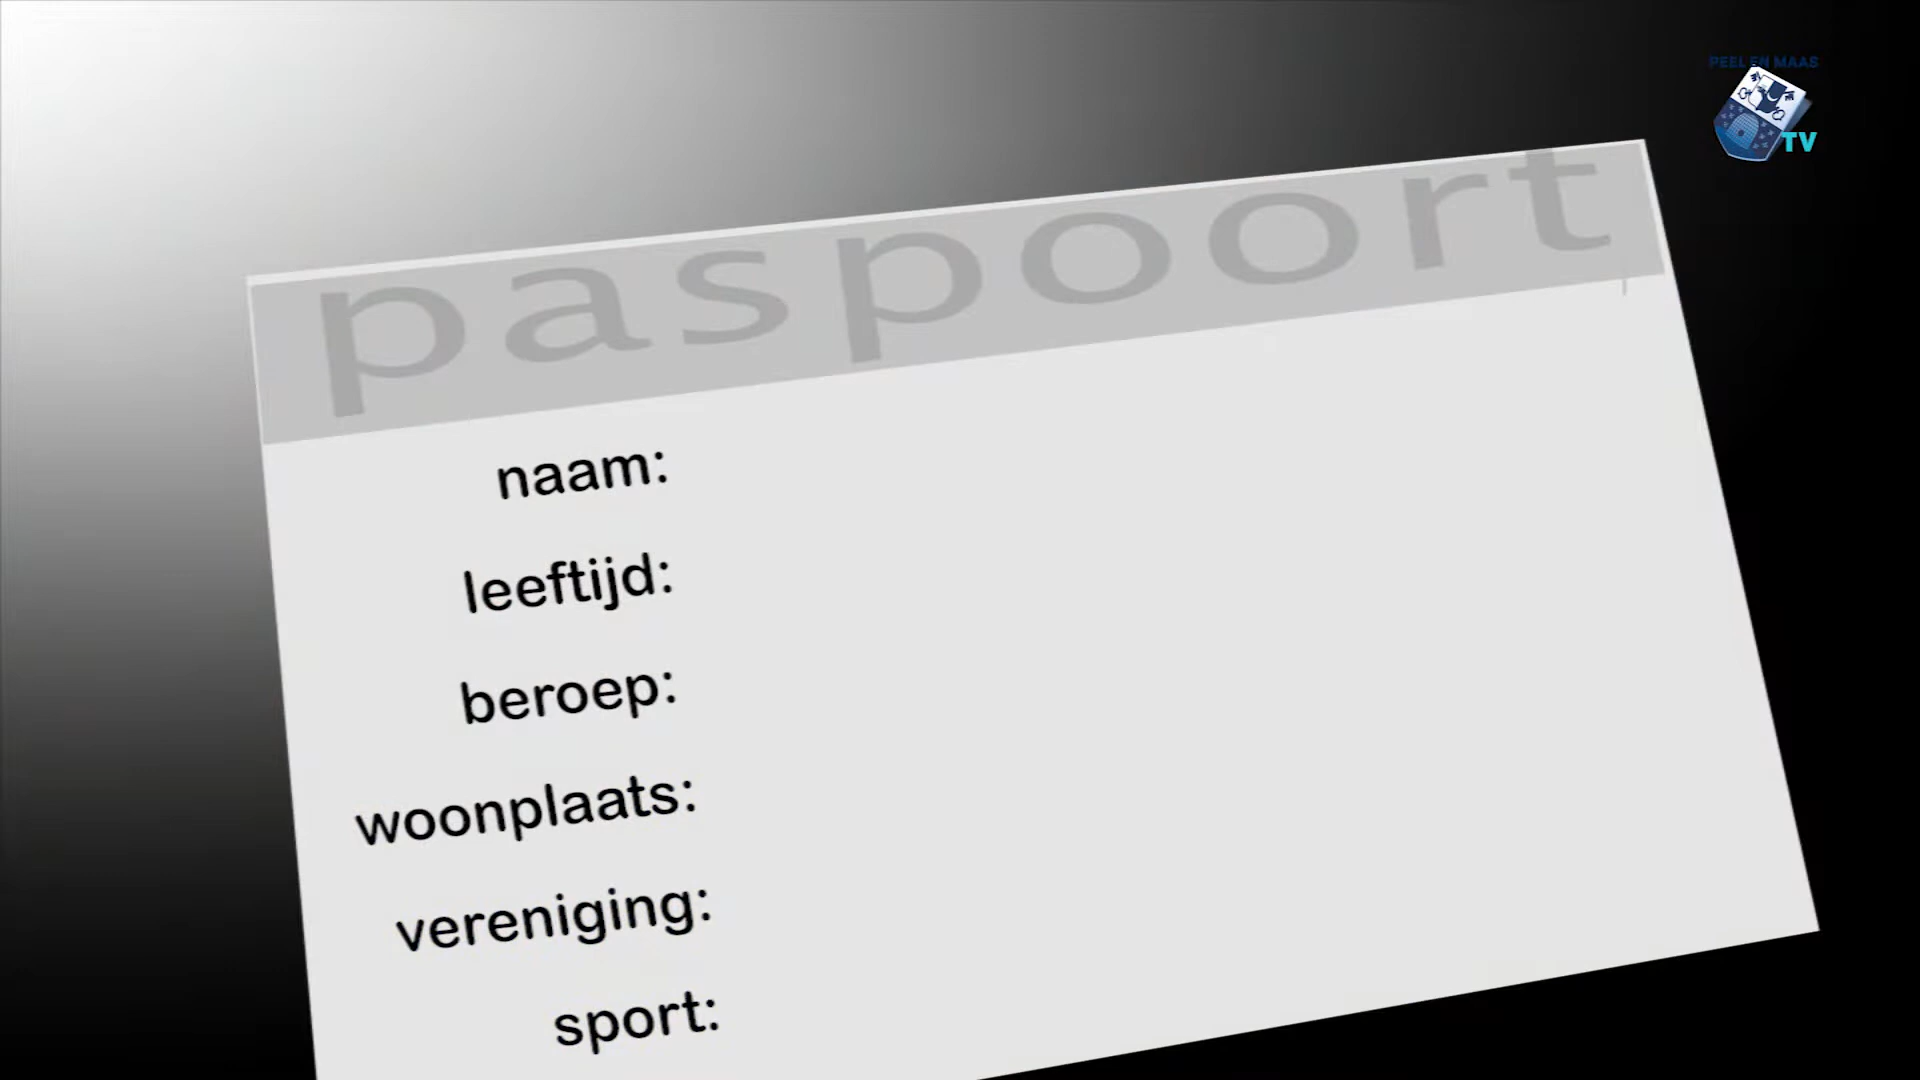 PEEL EN MAAS
TV
paspoort
naam:
leeftijd:
beroep:
woonplaats:
vereniging:
sport: